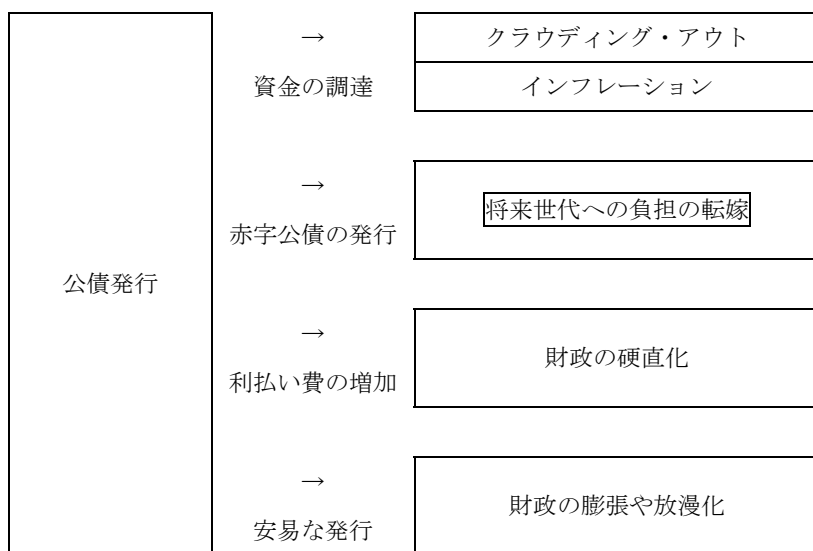 公債発行
→
資金の調達
クラウディング・アウト
インフレーション
→
赤字公債の発行
将来世代への負担の転嫁
→
利払い費の増加
財政の硬直化
→
安易な発行
財政の膨張や放漫化